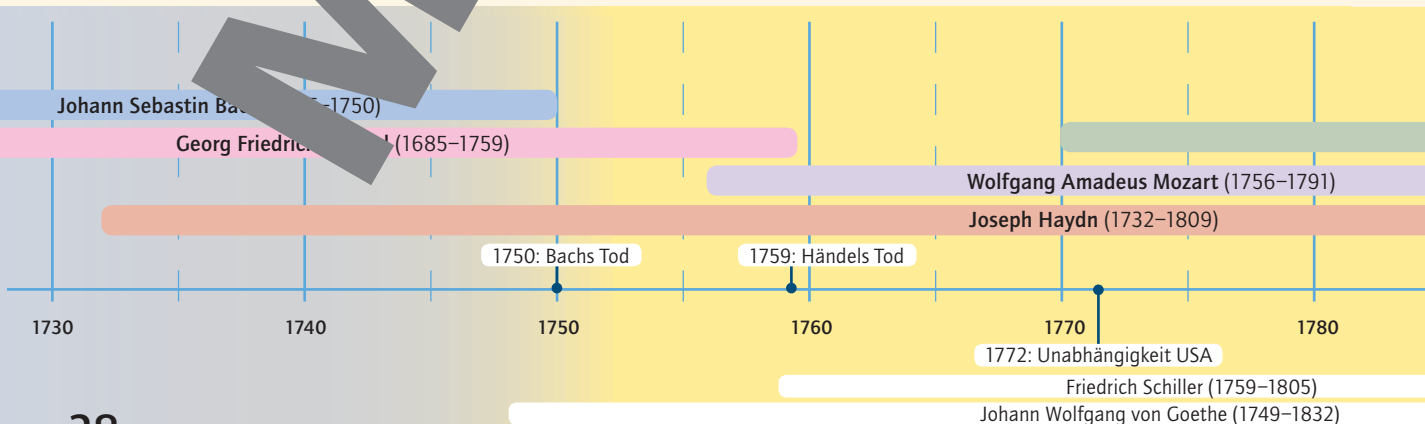 Johann Sebastin Ba -1750)
Georg Friedric (1685–1759)
Wolfgang Amadeus Mozart (1756–1791)
Joseph Haydn (1732–1809)
1750: Bachs Tod
1759: Händels Tod
1730 1740 1750 1760 1770 1780
1772: Unabhängigkeit USA
Friedrich Schiller (1759–1805)
Johann Wolfgang von Goethe (1749–1832)